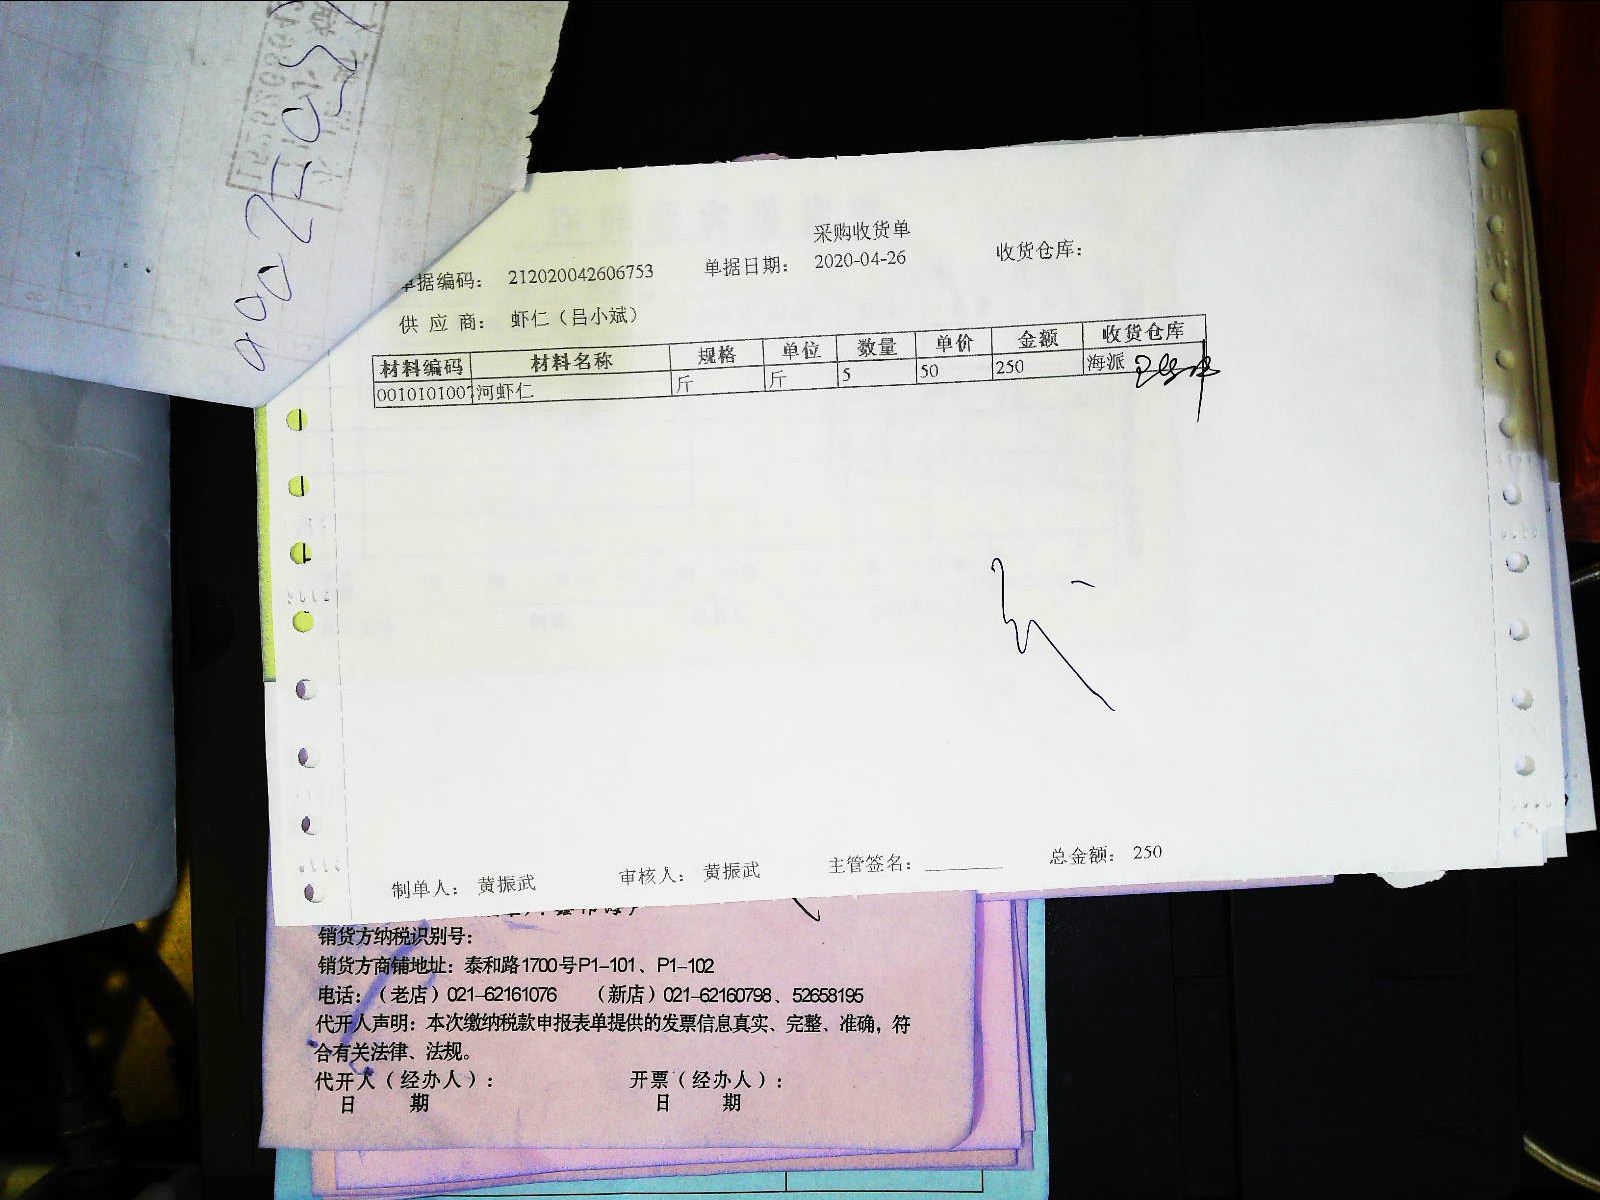 采购收货单
单据编码： 212020042606753 单据日期： 2020-04-26 收货仓库：
供 应 商： 虾仁（吕小斌）
材料编码 材料名称 规格 单位 数量 单价 金额 收货仓库
0010101007 河虾仁 斤 斤 5 50 250 海派
制单人： 黄振武 审核人： 黄振武 主管签名： 总金额： 250
销货方纳税识别号：
销货方商铺地址：泰和路1700号P1-101、P1-102
电话：（老店）021-62161076 （新店）021-62160798、52658195
代开人声明：本次缴纳税款申报表单提供的发票信息真实、完整、准确，符
合有关法律、法规。
代开人（经办人）： 开票（经办人）：
日 期 日 期